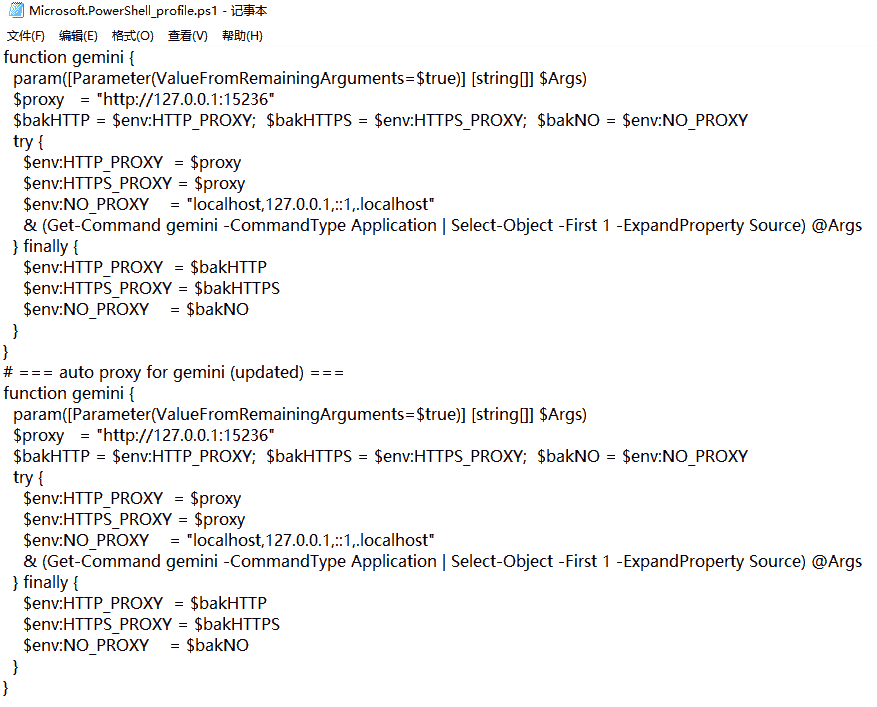 Microsoft.PowerShell_profile.ps1 - 记事本
文件(F) 编辑(E) 格式(O) 查看(V) 帮助(H)
function gemini {
  param([Parameter(ValueFromRemainingArguments=$true)] [string[]] $Args)
  $proxy   = "http://127.0.0.1:15236"
  $bakHTTP = $env:HTTP_PROXY;  $bakHTTPS = $env:HTTPS_PROXY;  $bakNO = $env:NO_PROXY
  try {
    $env:HTTP_PROXY  = $proxy
    $env:HTTPS_PROXY = $proxy
    $env:NO_PROXY    = "localhost,127.0.0.1,::1,.localhost"
    & (Get-Command gemini -CommandType Application | Select-Object -First 1 -ExpandProperty Source) @Args
  } finally {
    $env:HTTP_PROXY  = $bakHTTP
    $env:HTTPS_PROXY = $bakHTTPS
    $env:NO_PROXY    = $bakNO
  }
}
# === auto proxy for gemini (updated) ===
function gemini {
  param([Parameter(ValueFromRemainingArguments=$true)] [string[]] $Args)
  $proxy   = "http://127.0.0.1:15236"
  $bakHTTP = $env:HTTP_PROXY;  $bakHTTPS = $env:HTTPS_PROXY;  $bakNO = $env:NO_PROXY
  try {
    $env:HTTP_PROXY  = $proxy
    $env:HTTPS_PROXY = $proxy
    $env:NO_PROXY    = "localhost,127.0.0.1,::1,.localhost"
    & (Get-Command gemini -CommandType Application | Select-Object -First 1 -ExpandProperty Source) @Args
  } finally {
    $env:HTTP_PROXY  = $bakHTTP
    $env:HTTPS_PROXY = $bakHTTPS
    $env:NO_PROXY    = $bakNO
  }
}